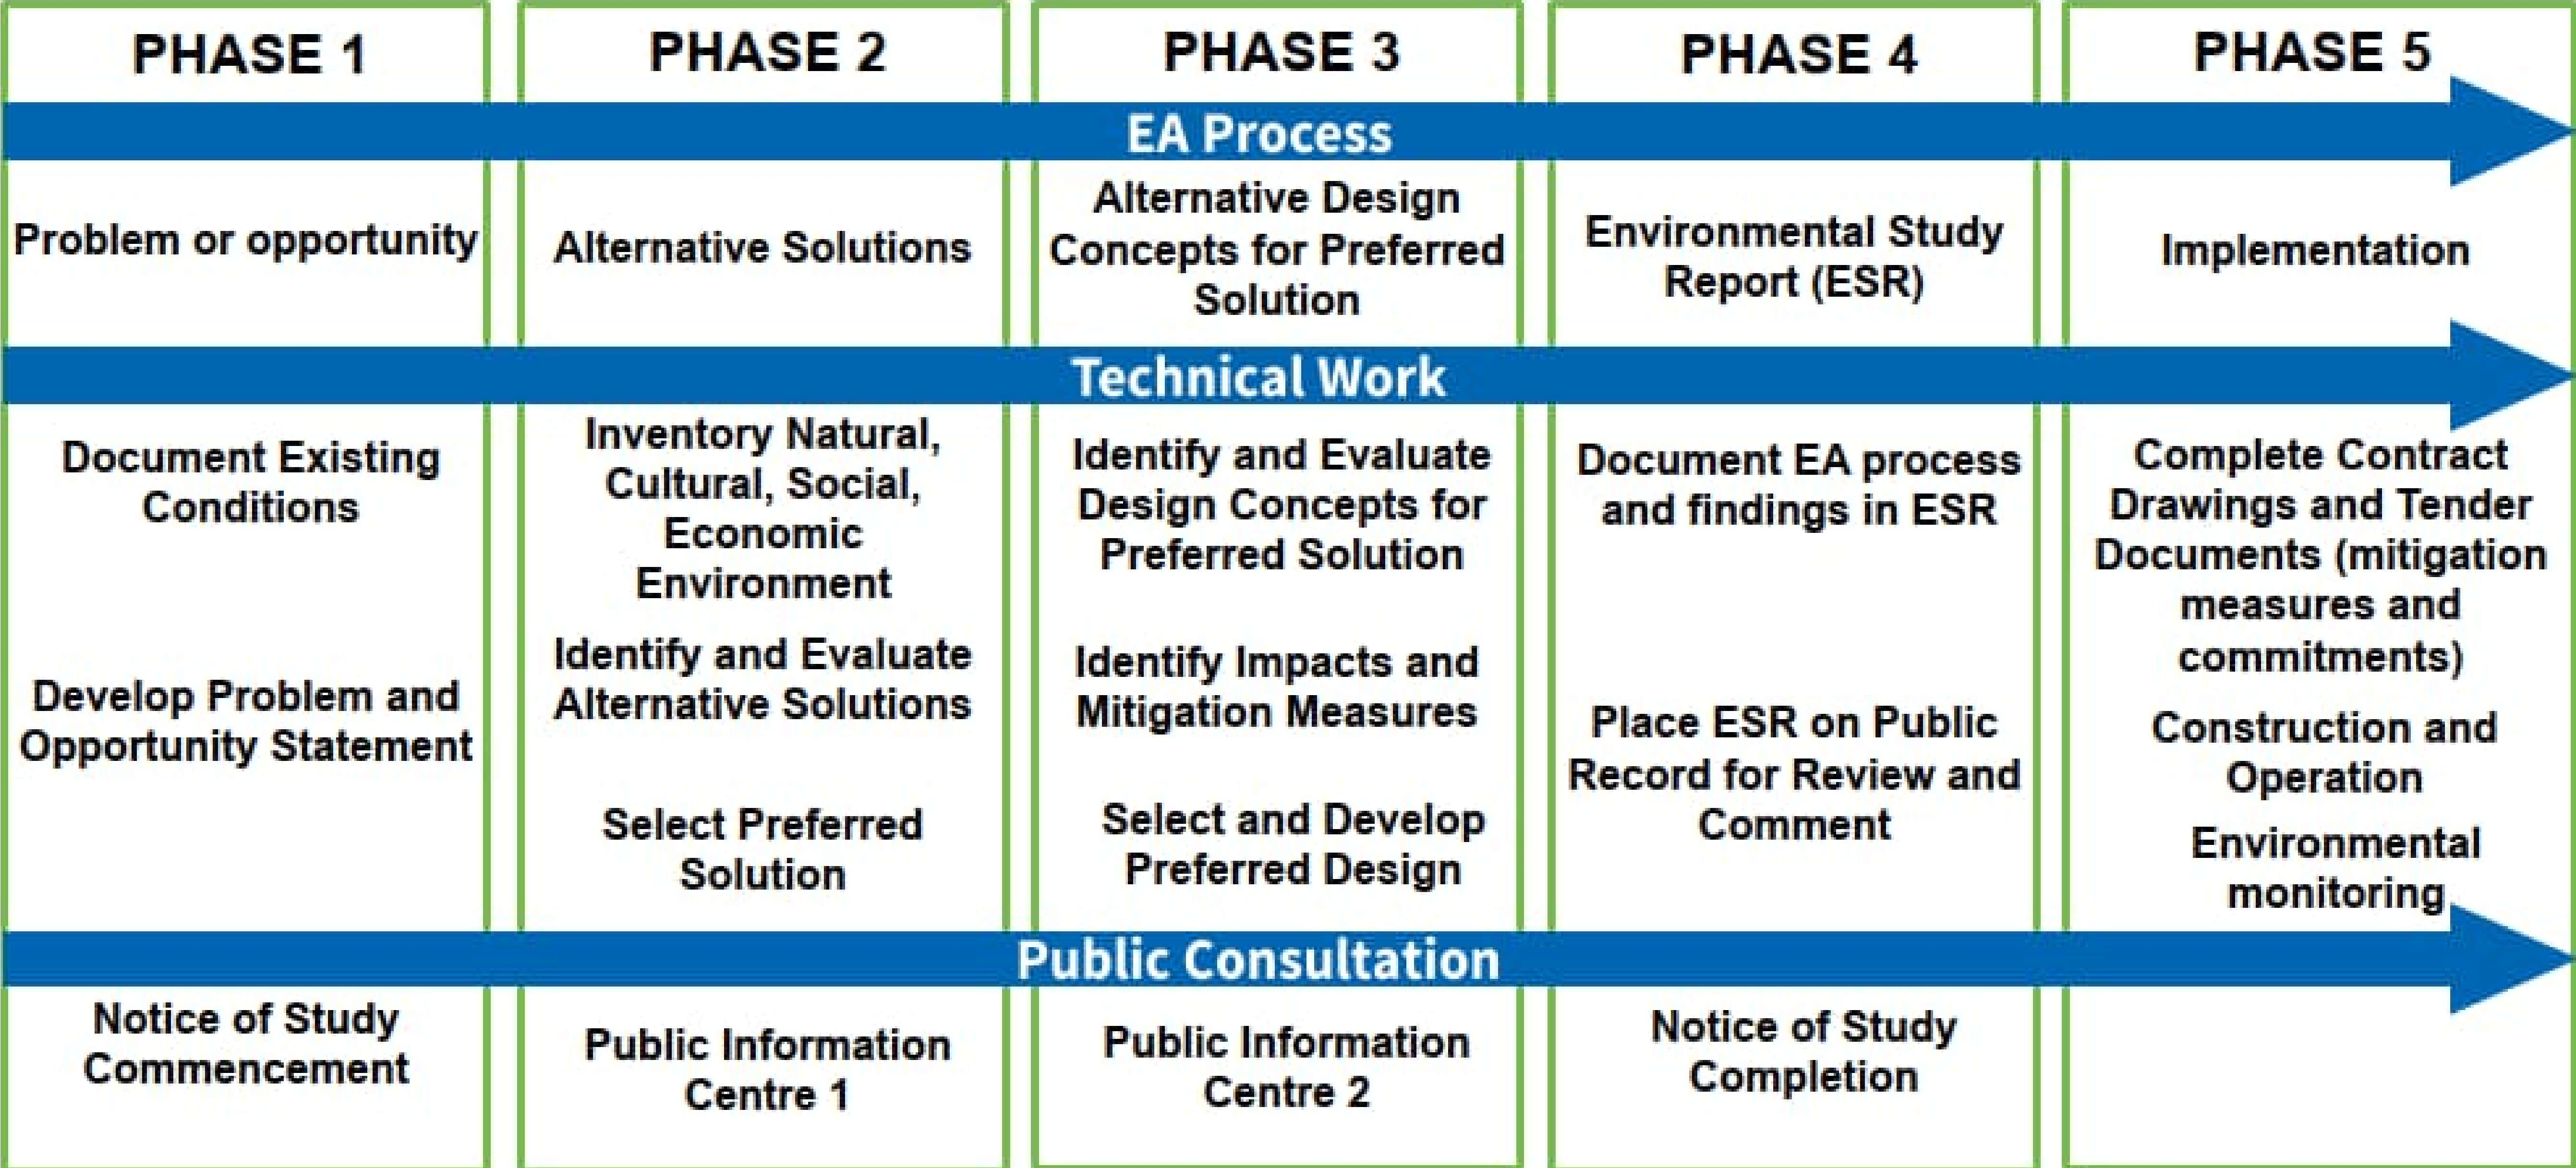 PHASE 1
PHASE 2
PHASE 3
PHASE 4
PHASE 5
EA Process
Problem or opportunity
Alternative Solutions
Alternative Design
Concepts for Preferred
Solution
Environmental Study
Report (ESR)
Implementation
Technical Work
Document Existing
Conditions
Develop Problem and
Opportunity Statement
Inventory Natural,
Cultural, Social,
Economic
Environment
Identify and Evaluate
Alternative Solutions
Select Preferred
Solution
Identify and Evaluate
Design Concepts for
Preferred Solution
Identify Impacts and
Mitigation Measures
Select and Develop
Preferred Design
Document EA process
and findings in ESR
Place ESR on Public
Record for Review and
Comment
Complete Contract
Drawings and Tender
Documents (mitigation
measures and
commitments)
Construction and
Operation
Environmental
monitoring
Public Consultation
Notice of Study
Commencement
Public Information
Centre 1
Public Information
Centre 2
Notice of Study
Completion